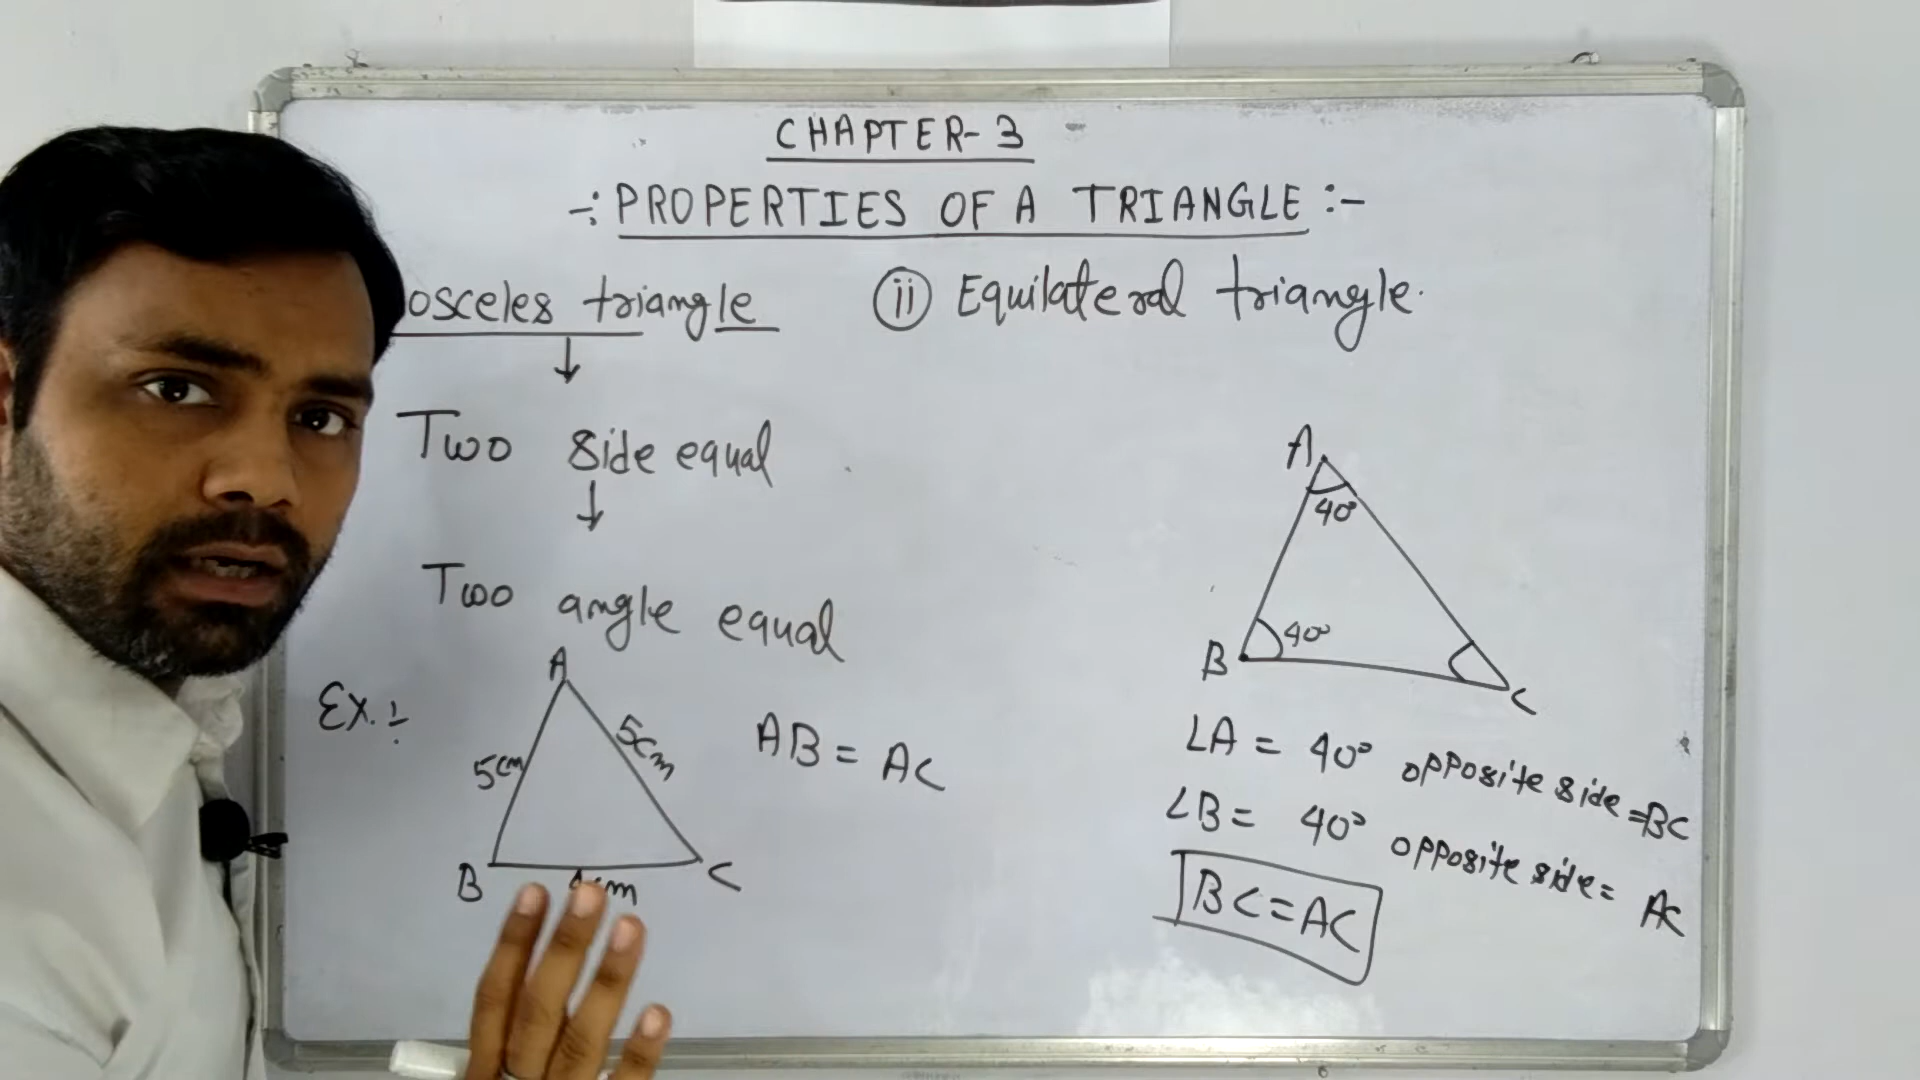 CHAPTER-3
-: PROPERTIES OF A TRIANGLE :-
osceles triangle
(ii) Equilateral triangle.
Two side equal
Two angle equal
Ex.:-
A
5cm
5cm
B
C
cm
AB = AC
A
40°
B
40°
C
∠A = 40° opposite side = BC
∠B = 40° opposite side = AC
BC = AC